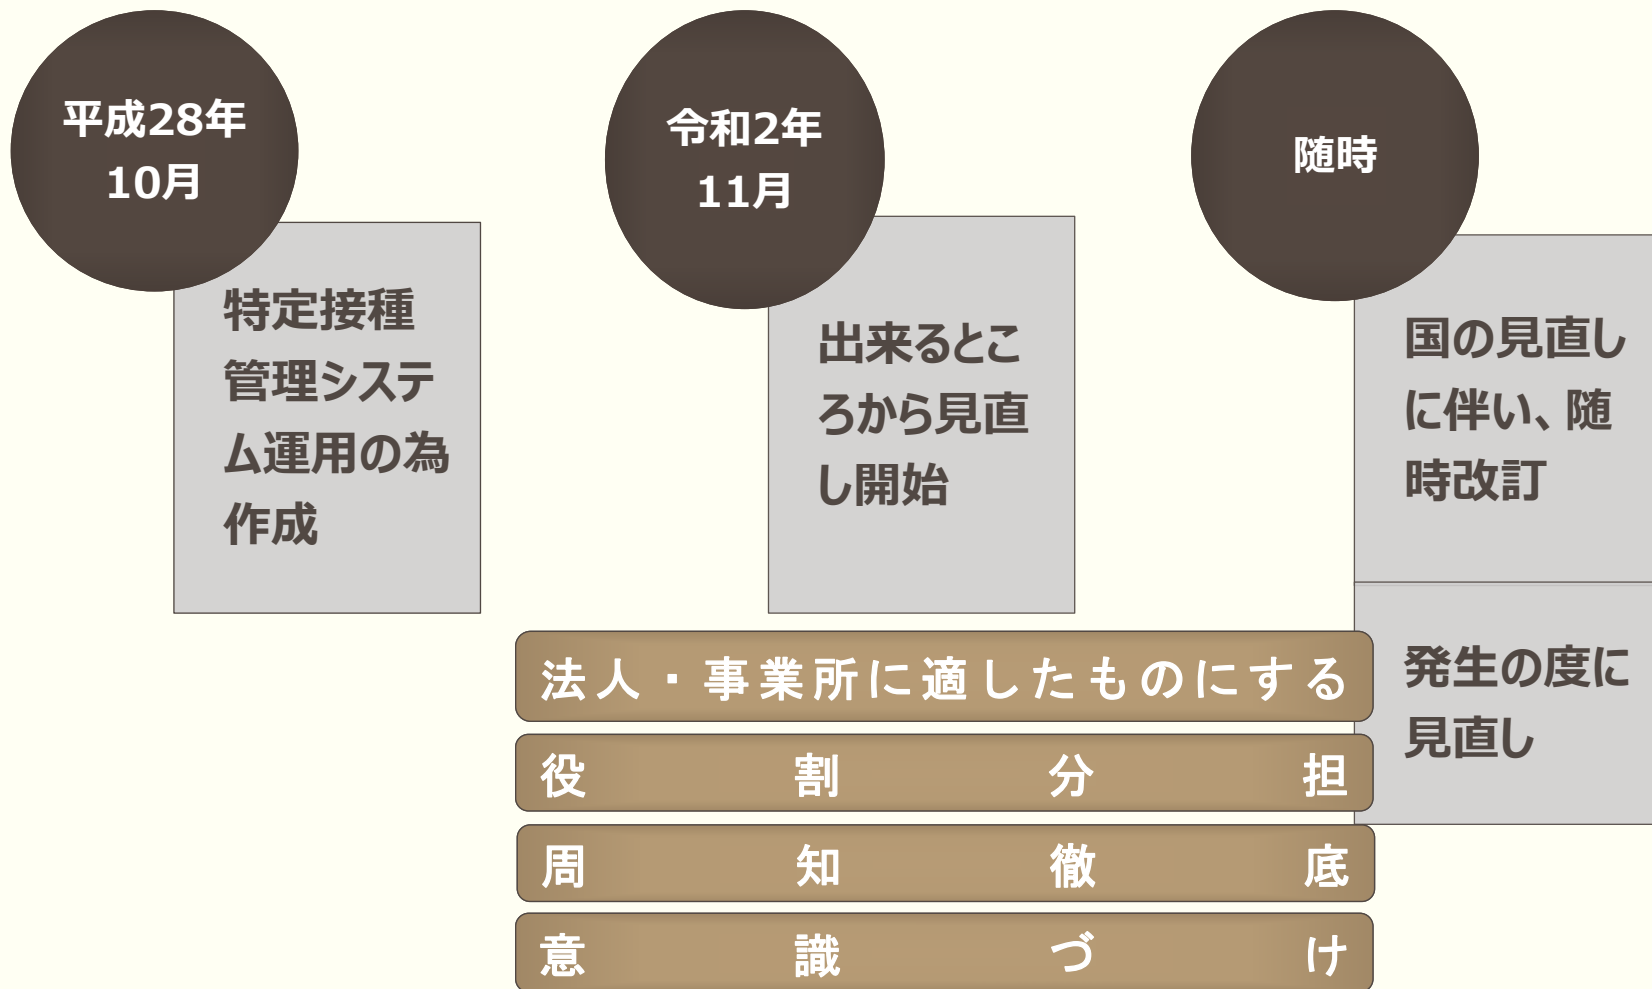 平成28年
10月
特定接種
管理システ
ム運用の為
作成
令和2年
11月
出来るとこ
ろから見直
し開始
随時
国の見直し
に伴い、随
時改訂
発生の度に
見直し
法人・事業所に適したものにする
役割分担
周知徹底
意識づけ